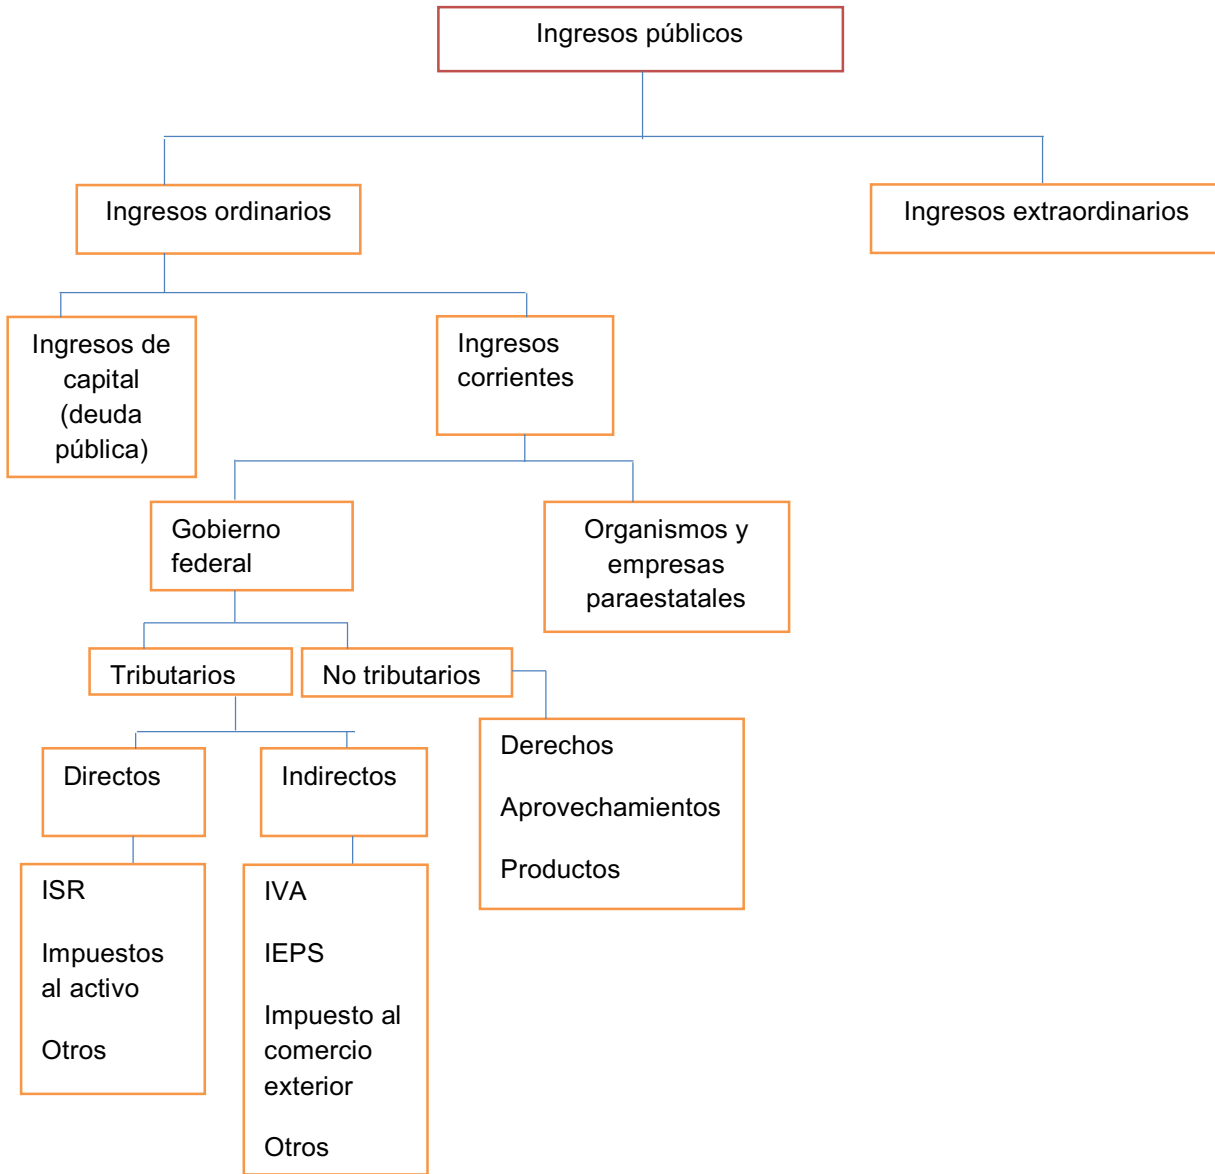 Ingresos públicos
Ingresos ordinarios
Ingresos extraordinarios
Ingresos de
capital
(deuda
pública)
Ingresos
corrientes
Gobierno
federal
Organismos y
empresas
paraestatales
Tributarios
No tributarios
Directos
Indirectos
Derechos
Aprovechamientos
Productos
ISR
Impuestos
al activo
Otros
IVA
IEPS
Impuesto al
comercio
exterior
Otros